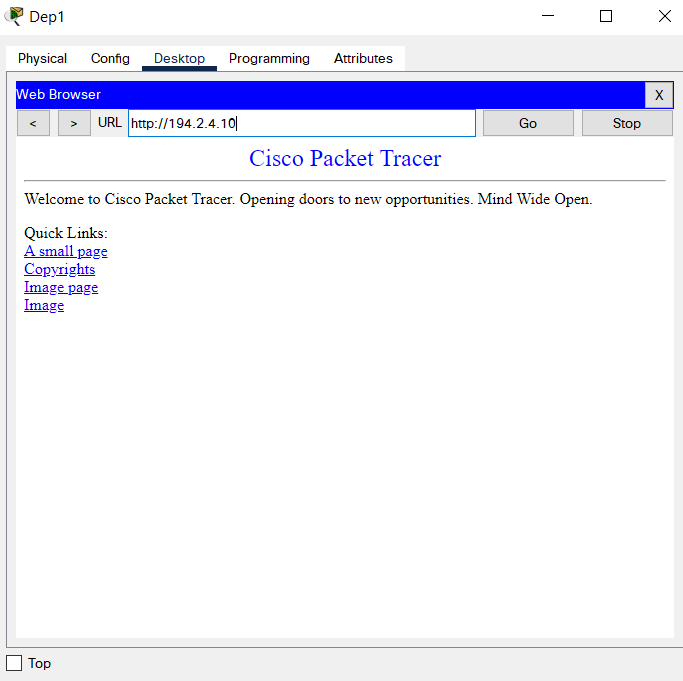 Dep1
Physical Config Desktop Programming Attributes
Web Browser X
< > URL http://194.2.4.10 Go Stop
Cisco Packet Tracer
Welcome to Cisco Packet Tracer. Opening doors to new opportunities. Mind Wide Open.
Quick Links:
A small page
Copyrights
Image page
Image
Top